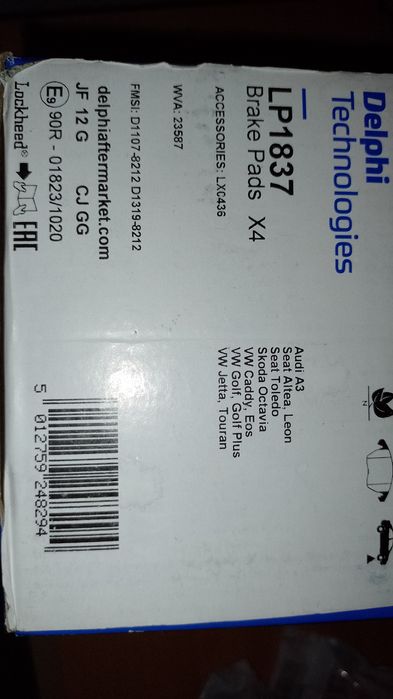 Delphi
Technologies
LP1837
Brake Pads X4
ACCESSORIES: LXC436
WVA: 23587
FMSI: D1107-8212 D1319-8212
delphiaftermarket.com
JF 12 G CJ GG
E9 90R - 01823/1020
Lockheed® EAC
Audi A3
Seat Altea, Leon
Seat Toledo
Skoda Octavia
VW Caddy, Eos
VW Golf, Golf Plus
VW Jetta, Touran
N
5 012759 248294